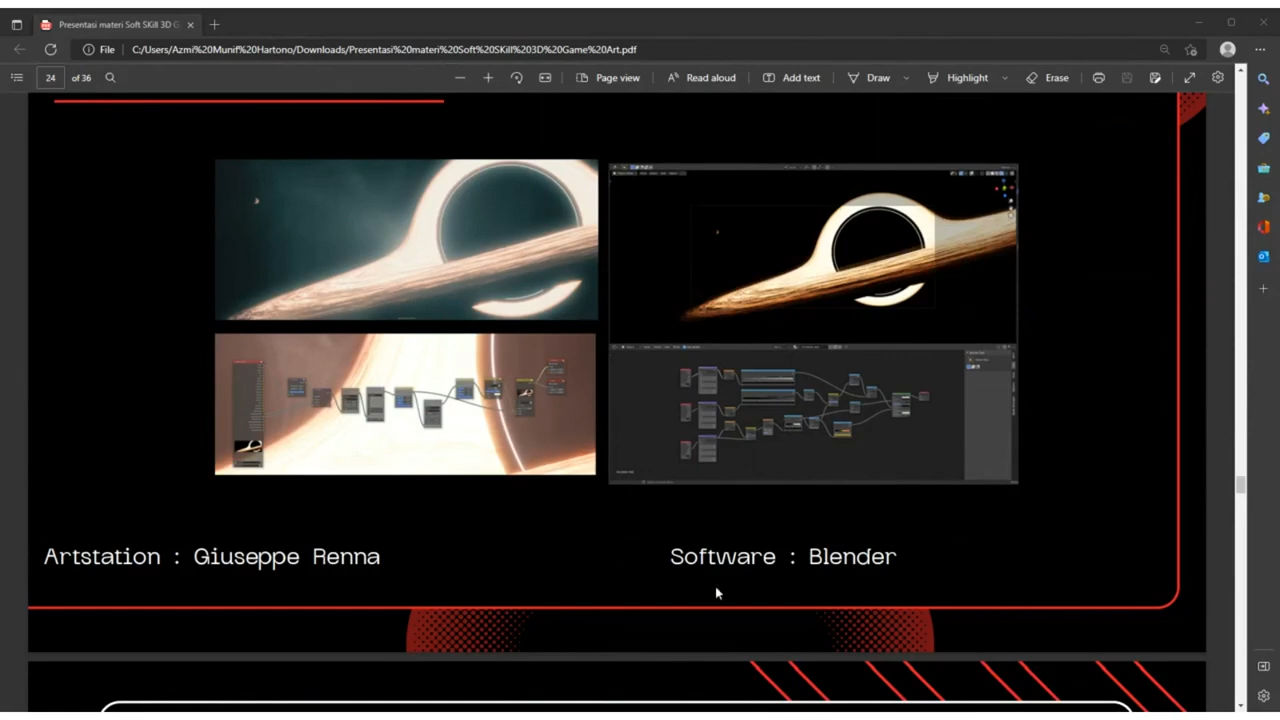 Presentasi materi Soft SKill 3D G
File
C:/Users/Azmi%20Munif%20Hartono/Downloads/Presentasi%20materi%20Soft%20SKill%203D%20Game%20Art.pdf
24 of 36
Page view
Read aloud
Add text
Draw
Highlight
Erase
Artstation : Giuseppe Renna
Software : Blender